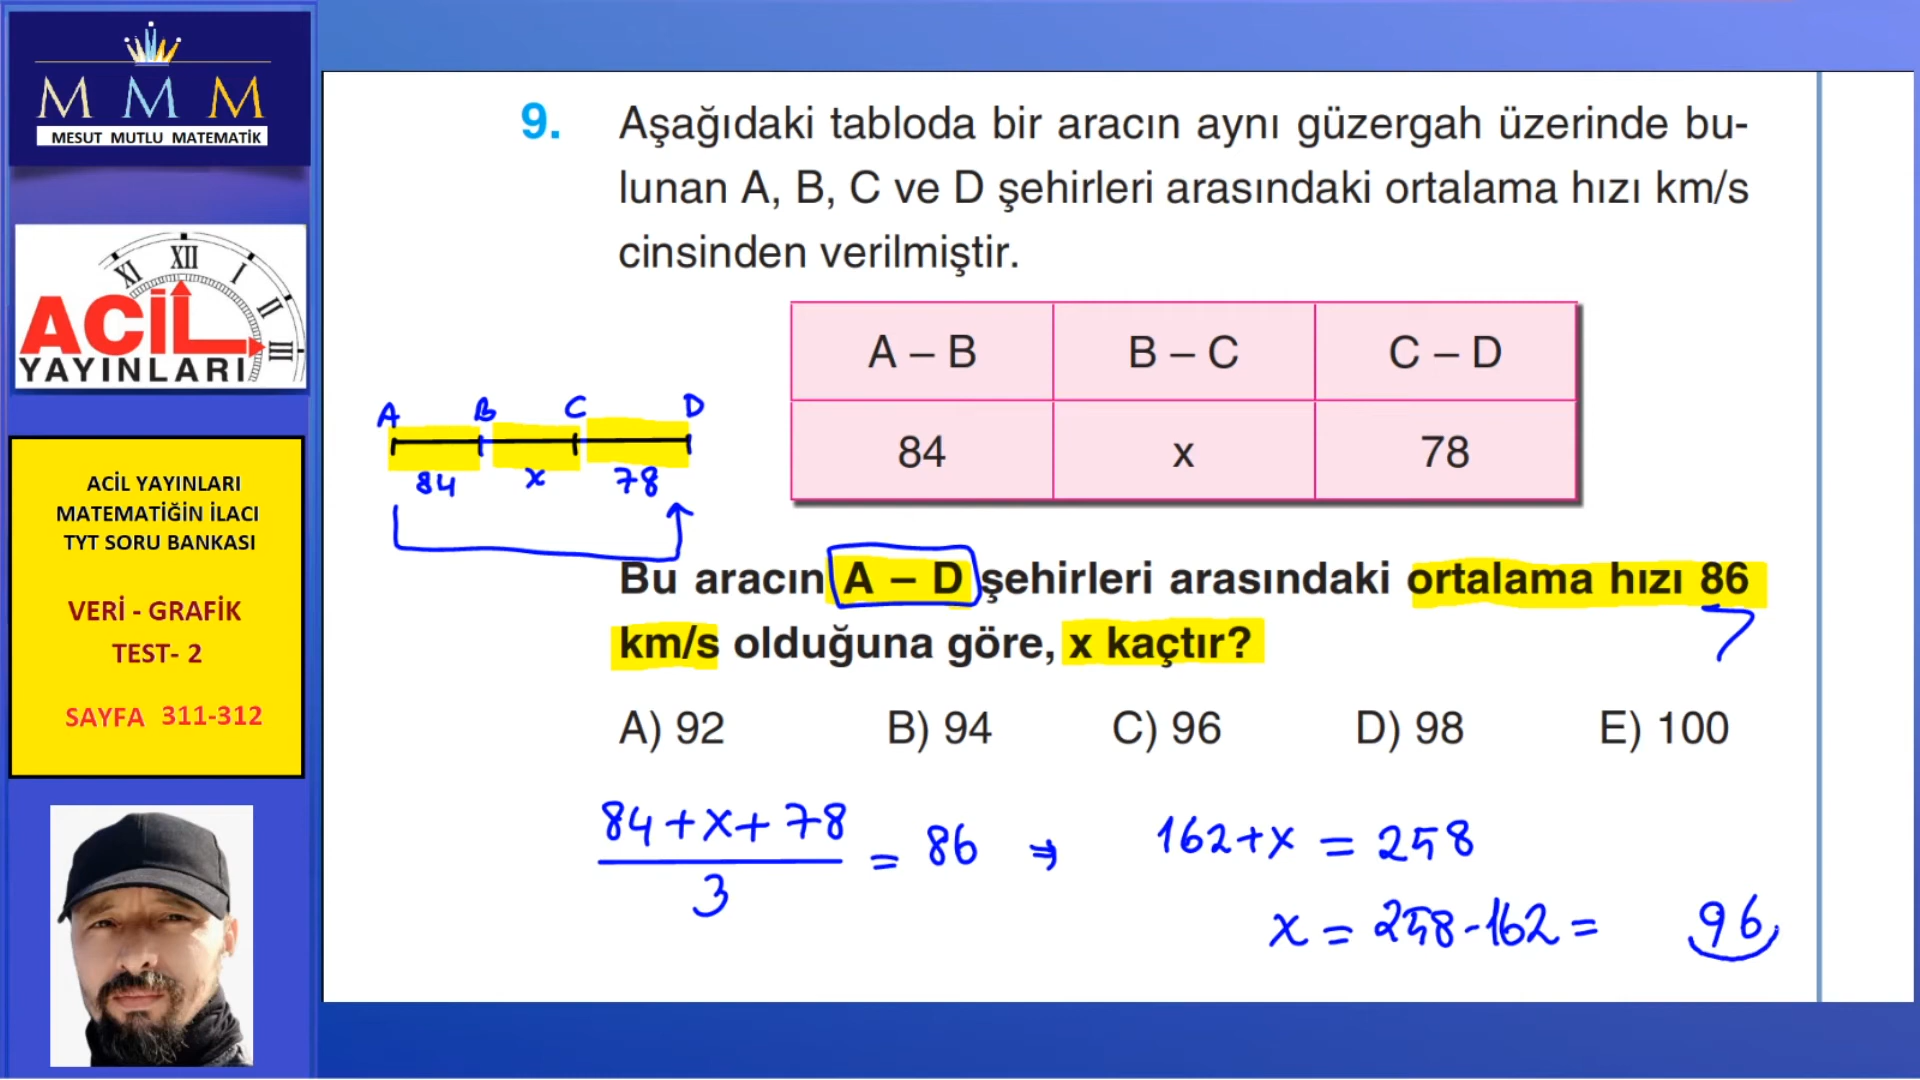 M M M
MESUT MUTLU MATEMATİK
XI XII I II III
ACİL
YAYINLARI
ACİL YAYINLARI
MATEMATİĞİN İLACI
TYT SORU BANKASI
VERİ - GRAFİK
TEST- 2
SAYFA 311-312
9. Aşağıdaki tabloda bir aracın aynı güzergah üzerinde bu-
lunan A, B, C ve D şehirleri arasındaki ortalama hızı km/s
cinsinden verilmiştir.
A – B B – C C – D
84 x 78
A B C D
84 x 78
Bu aracın A – D şehirleri arasındaki ortalama hızı 86
km/s olduğuna göre, x kaçtır?
A) 92 B) 94 C) 96 D) 98 E) 100
84+x+78
3
= 86 ⇒ 162+x = 258
x = 258-162 = 96